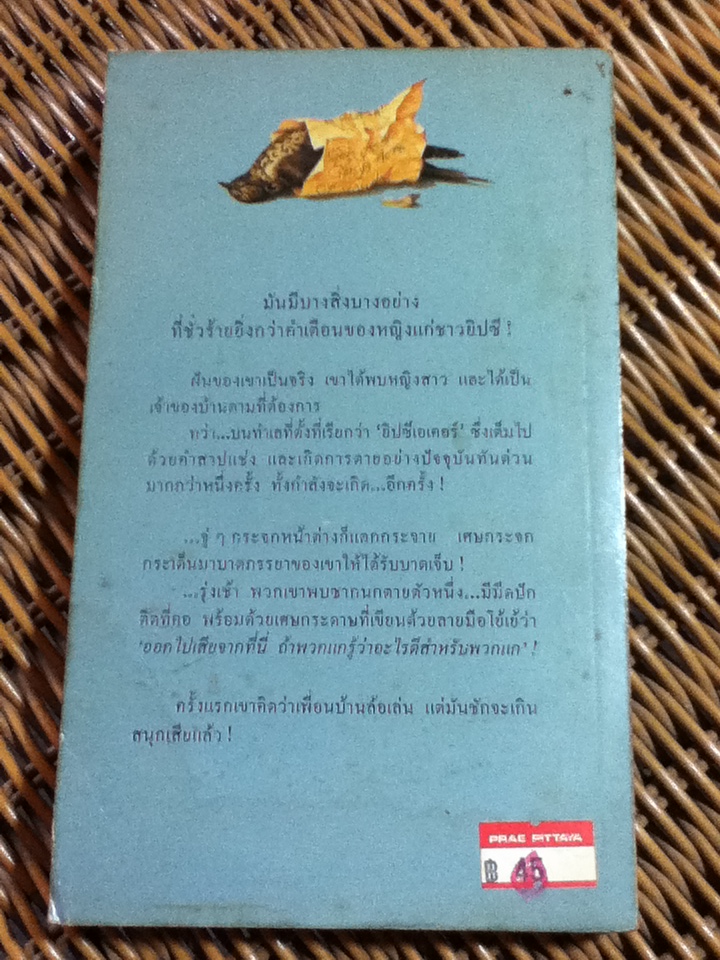 มันมีบางสิ่งบางอย่าง
ที่ชั่วร้ายยิ่งกว่าคำเตือนของหญิงแก่ชาวยิปซี !
ฝันของเขาเป็นจริง เขาได้พบหญิงสาว และได้เป็น
เจ้าของบ้านตามที่ต้องการ
ทว่า...บนทำเลที่ตั้งที่เรียกว่า 'ยิปซีเอเคอร์' ซึ่งเต็มไป
ด้วยคำสาปแช่ง และเกิดการตายอย่างปัจจุบันทันด่วน
มากกว่าหนึ่งครั้ง ทั้งกำลังจะเกิด...อีกครั้ง !
...จู่ ๆ กระจกหน้าต่างก็แตกกระจาย เศษกระจก
กระเด็นมาบาดภรรยาของเขาให้ได้รับบาดเจ็บ !
...รุ่งเช้า พวกเขาพบซากนกตายตัวหนึ่ง...มีมีดปัก
ติดที่คอ พร้อมด้วยเศษกระดาษที่เขียนด้วยลายมือโย้เย้ว่า
'ออกไปเสียจากที่นี่ ถ้าพวกแกรู้ว่าอะไรดีสำหรับพวกแก' !
ครั้งแรกเขาคิดว่าเพื่อนบ้านล้อเล่น แต่มันชักจะเกิน
สนุกเสียแล้ว !
PRAE PITTAYA
฿ 45